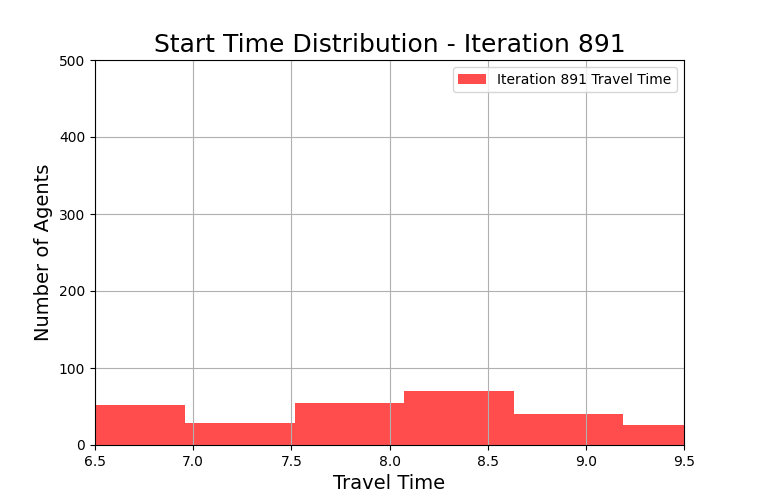 Start Time Distribution - Iteration 891
Iteration 891 Travel Time
Number of Agents
500
400
300
200
100
0
6.5 7.0 7.5 8.0 8.5 9.0 9.5
Travel Time